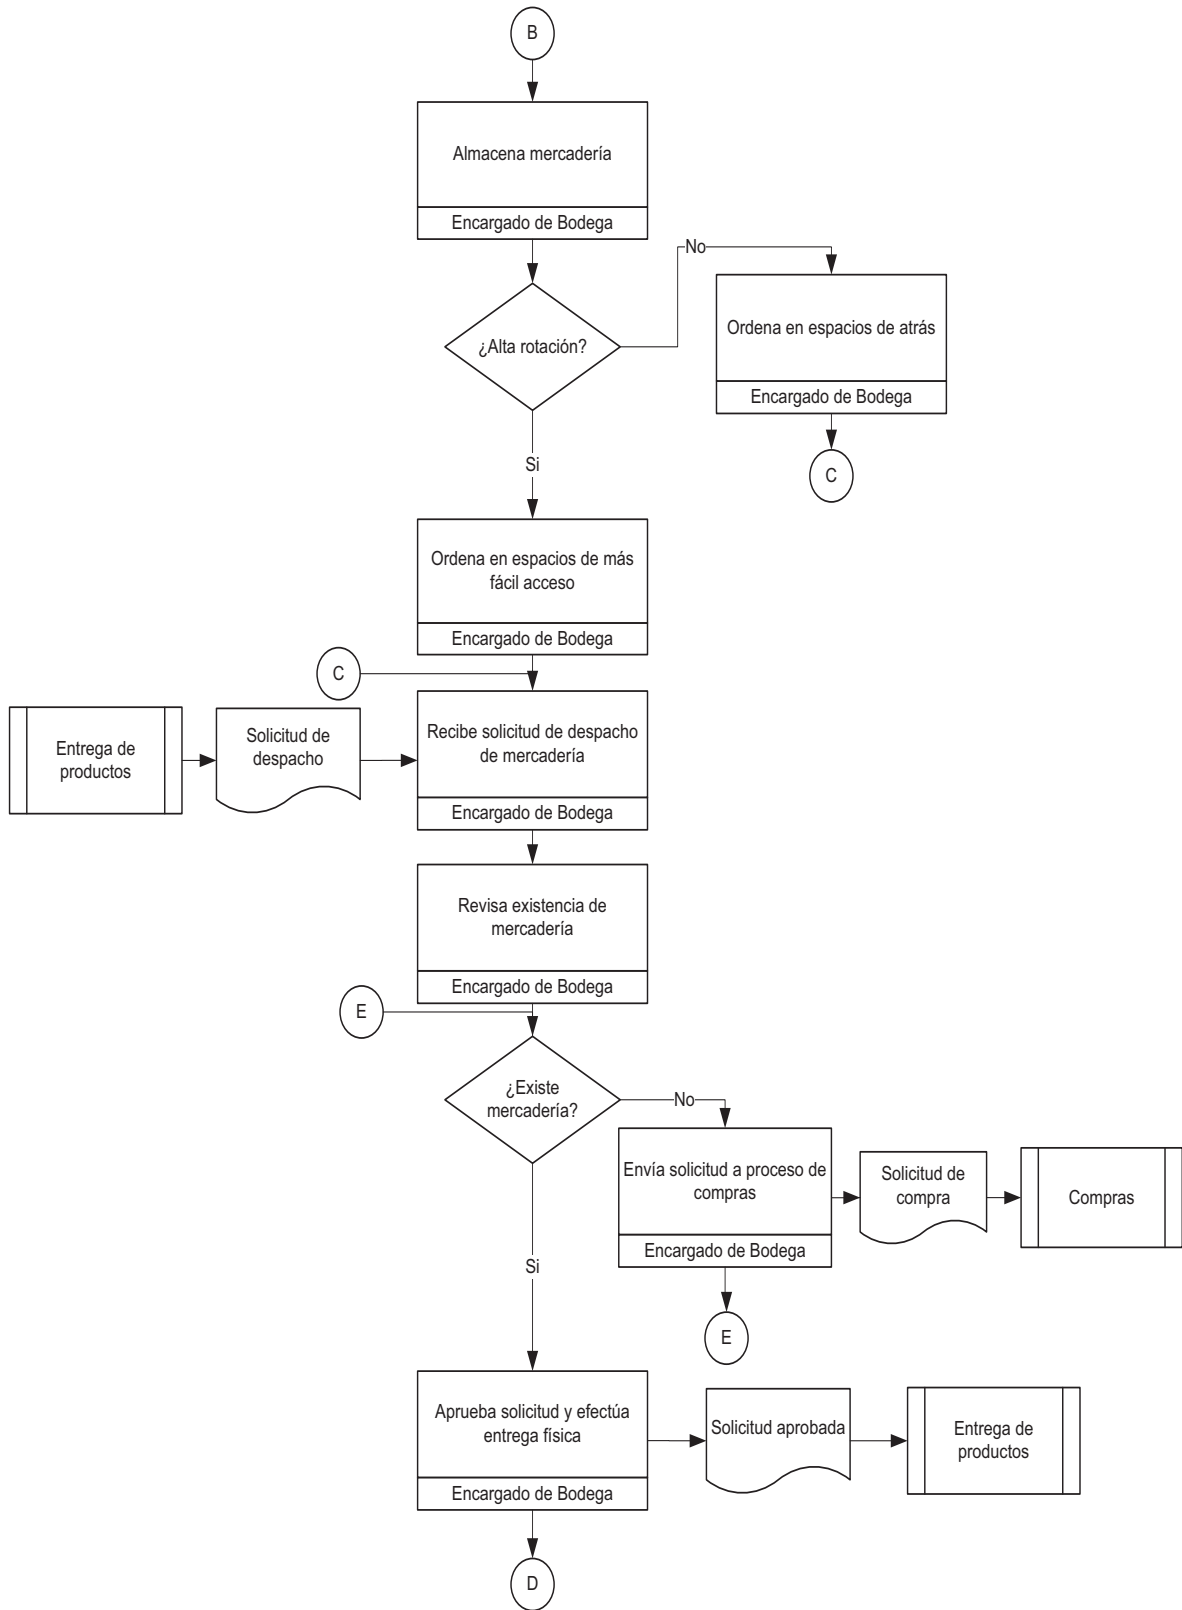 B
Almacena mercadería
Encargado de Bodega
No
¿Alta rotación?
Ordena en espacios de atrás
Encargado de Bodega
C
Si
Ordena en espacios de más
fácil acceso
Encargado de Bodega
C
Entrega de
productos
Solicitud de
despacho
Recibe solicitud de despacho
de mercadería
Encargado de Bodega
Revisa existencia de
mercadería
Encargado de Bodega
E
¿Existe
mercadería?
No
Envía solicitud a proceso de
compras
Encargado de Bodega
Solicitud de
compra
Compras
E
Si
Aprueba solicitud y efectúa
entrega física
Encargado de Bodega
Solicitud aprobada
Entrega de
productos
D